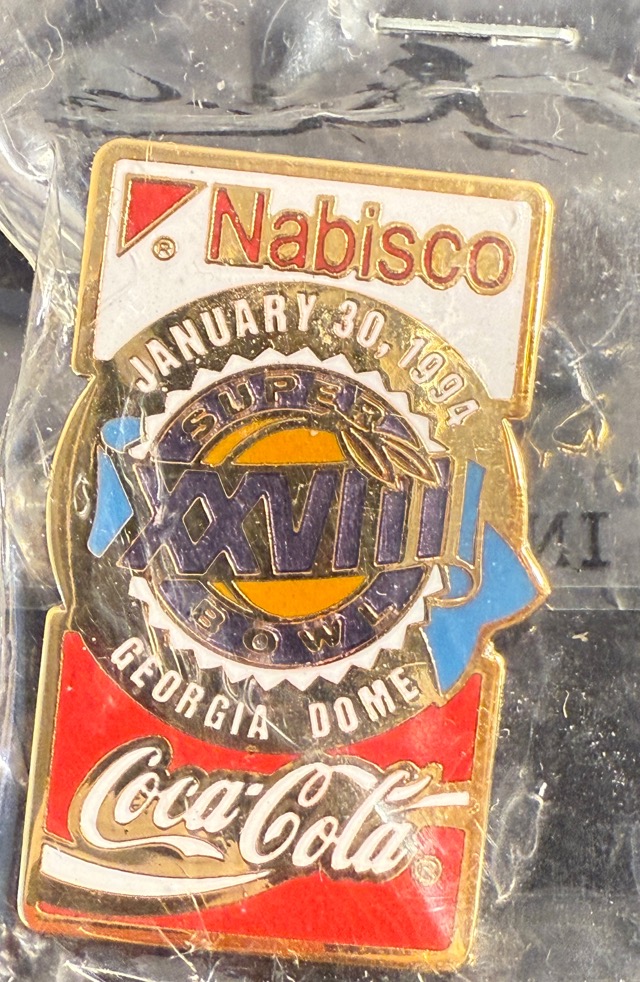 ® Nabisco
JANUARY 30, 1994
SUPER
XXVIII
BOWL
GEORGIA DOME
Coca-Cola®